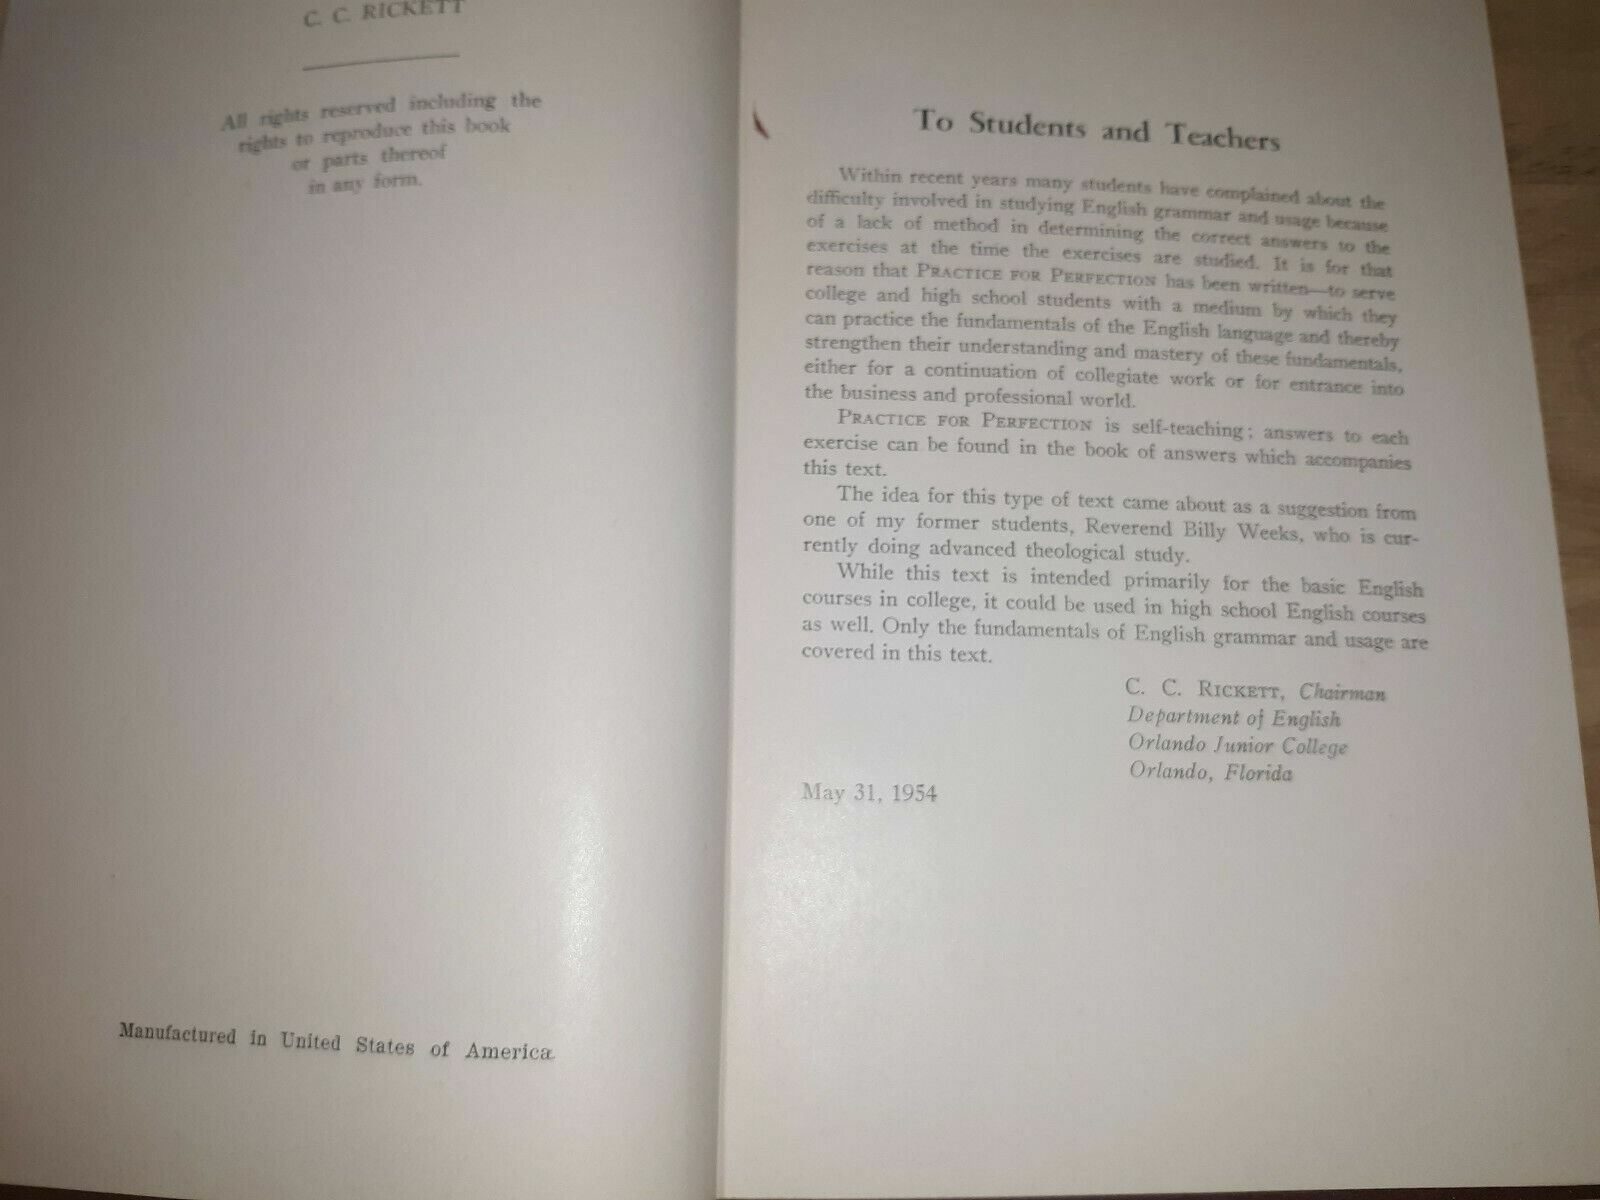 C. C. RICKETT
All rights reserved including the
rights to reproduce this book
or parts thereof
in any form.
Manufactured in United States of America
To Students and Teachers
Within recent years many students have complained about the
difficulty involved in studying English grammar and usage because
of a lack of method in determining the correct answers to the
exercises at the time the exercises are studied. It is for that
reason that PRACTICE FOR PERFECTION has been written—to serve
college and high school students with a medium by which they
can practice the fundamentals of the English language and thereby
strengthen their understanding and mastery of these fundamentals,
either for a continuation of collegiate work or for entrance into
the business and professional world.
PRACTICE FOR PERFECTION is self-teaching; answers to each
exercise can be found in the book of answers which accompanies
this text.
The idea for this type of text came about as a suggestion from
one of my former students, Reverend Billy Weeks, who is cur-
rently doing advanced theological study.
While this text is intended primarily for the basic English
courses in college, it could be used in high school English courses
as well. Only the fundamentals of English grammar and usage are
covered in this text.
C. C. RICKETT, Chairman
Department of English
Orlando Junior College
Orlando, Florida
May 31, 1954